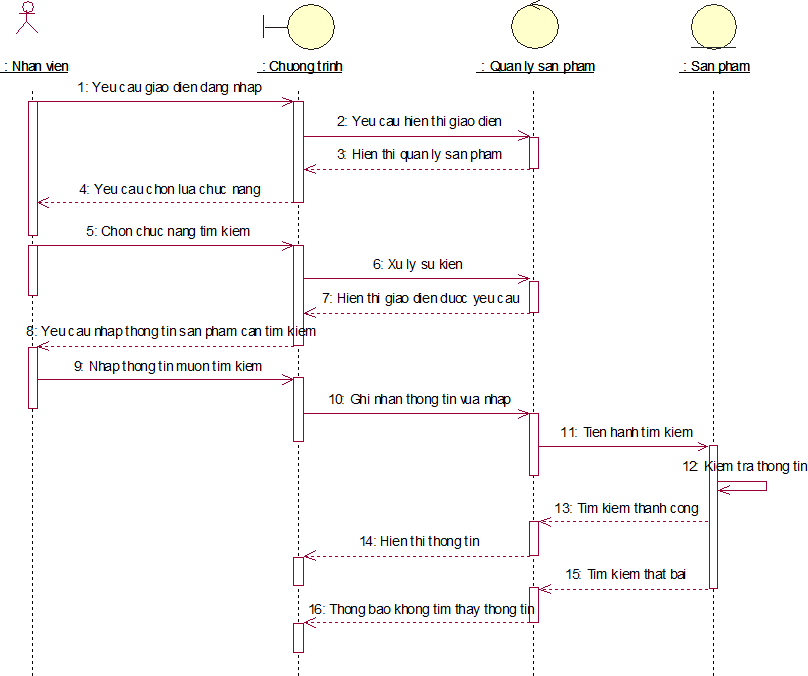 : Nhan vien
: Chuong trinh
: Quan ly san pham
: San pham
1: Yeu cau giao dien dang nhap
2: Yeu cau hien thi giao dien
3: Hien thi quan ly san pham
4: Yeu cau chon lua chuc nang
5: Chon chuc nang tim kiem
6: Xu ly su kien
7: Hien thi giao dien duoc yeu cau
8: Yeu cau nhap thong tin san pham can tim kiem
9: Nhap thong tin muon tim kiem
10: Ghi nhan thong tin vua nhap
11: Tien hanh tim kiem
12: Kiem tra thong tin
13: Tim kiem thanh cong
14: Hien thi thong tin
15: Tim kiem that bai
16: Thong bao khong tim thay thong tin